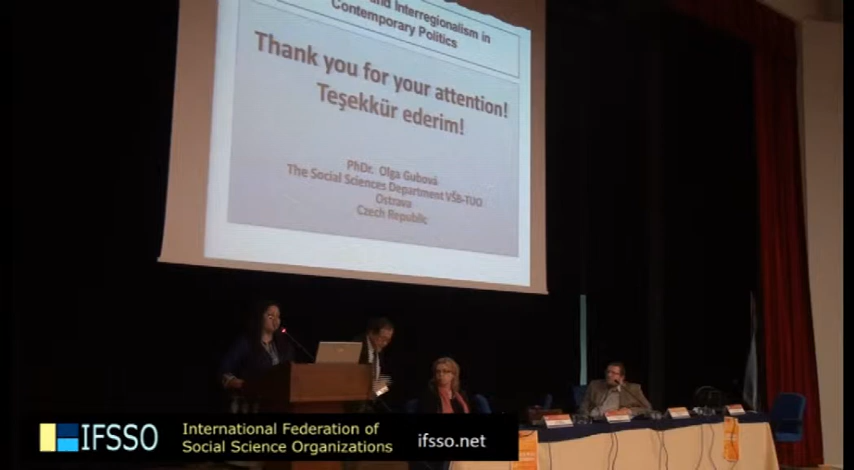 and Interregionalism in
Contemporary Politics
Thank you for your attention!
Teşekkür ederim!
PhDr. Olga Gubová
The Social Sciences Department VŠB-TUO
Ostrava
Czech Republic
IFSSO
International Federation of
Social Science Organizations
ifsso.net